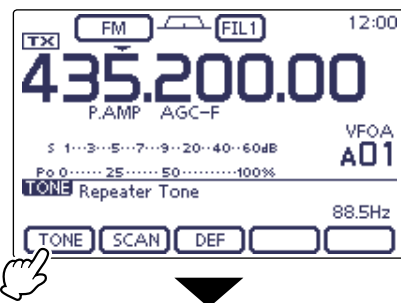 FM FIL1 12:00
TX
435.200.00
P.AMP AGC-F
VFOA
S 1···3···5···7···9··20··40··60dB
A01
Po 0······ 25······ 50···········100%
TONE Repeater Tone
88.5Hz
TONE SCAN DEF